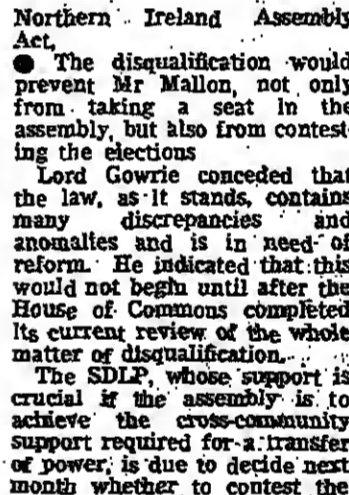 Northern Ireland Assembly
Act,
● The disqualification would
prevent Mr Mallon, not only
from taking a seat in the
assembly, but also from contest-
ing the elections
Lord Gowrie conceded that
the law, as it stands, contains
many discrepancies and
anomalies and is in need of
reform. He indicated that this
would not begin until after the
House of Commons completed
its current review of the whole
matter of disqualification.
The SDLP, whose support is
crucial if the assembly is to
achieve the cross-community
support required for a transfer
of power, is due to decide next
month whether to contest the